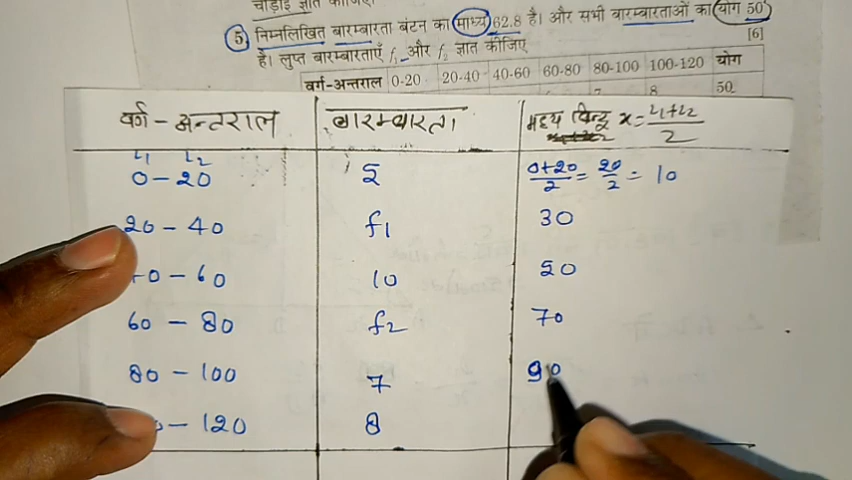 चौड़ाई ज्ञात कीजिए
5 निम्नलिखित बारम्बारता बंटन का माध्य 62.8 है। और सभी बारम्बारताओं का योग 50
है। लुप्त बारम्बारताएँ f₁ और f₂ ज्ञात कीजिए [6]
वर्ग-अन्तराल 0-20 20-40 40-60 60-80 80-100 100-120 योग
7 8 50
वर्ग - अन्तराल बारम्बारता मध्य बिन्दू x = (L1+L2)/2
L1 L2
0 - 20 5 (0+20)/2 = 20/2 = 10
20 - 40 f1 30
0 - 60 10 50
60 - 80 f2 70
80 - 100 7 90
- 120 8